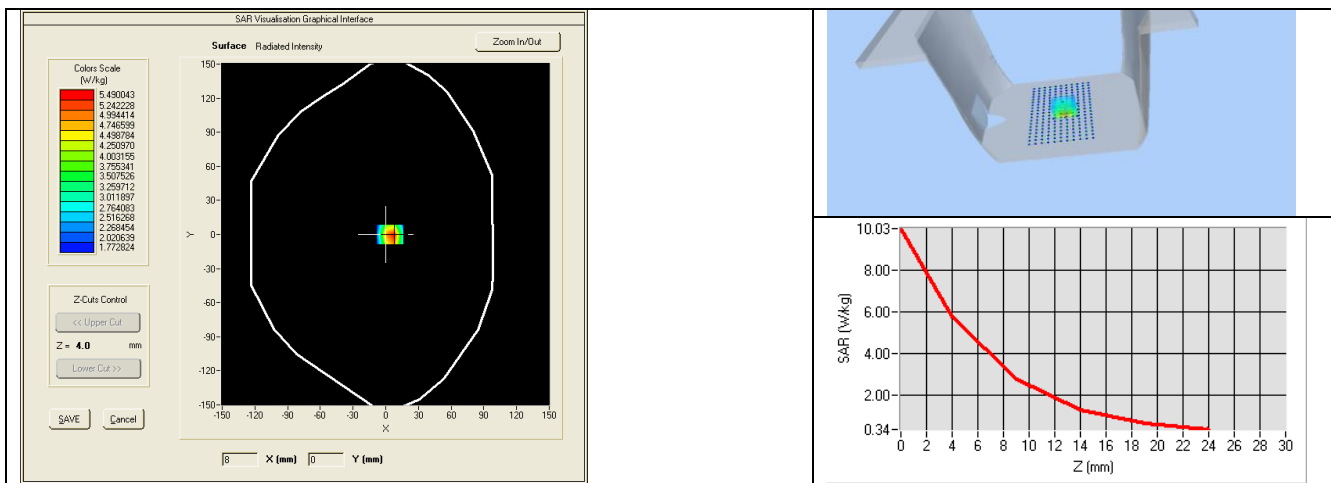 SAR Visualisation Graphical Interface
Surface Radiated Intensity
Zoom In/Out
Colors Scale
(W/kg)
5.490043
5.242228
4.994414
4.746599
4.498784
4.250970
4.003155
3.755341
3.507526
3.259712
3.011897
2.764083
2.516268
2.268454
2.020639
1.772824
150-
120-
90-
60-
30-
0-
-30-
-60-
-90-
-120-
-150-
Y
-150 -120 -90 -60 -30 0 30 60 90 120 150
X
Z-Cuts Control
<< Upper Cut
Z = 4.0 mm
Lower Cut >>
SAVE Cancel
8 X (mm) 0 Y (mm)
10.03-
8.00-
6.00-
4.00-
2.00-
0.34-
SAR (W/kg)
0 2 4 6 8 10 12 14 16 18 20 22 24 26 28 30
Z (mm)